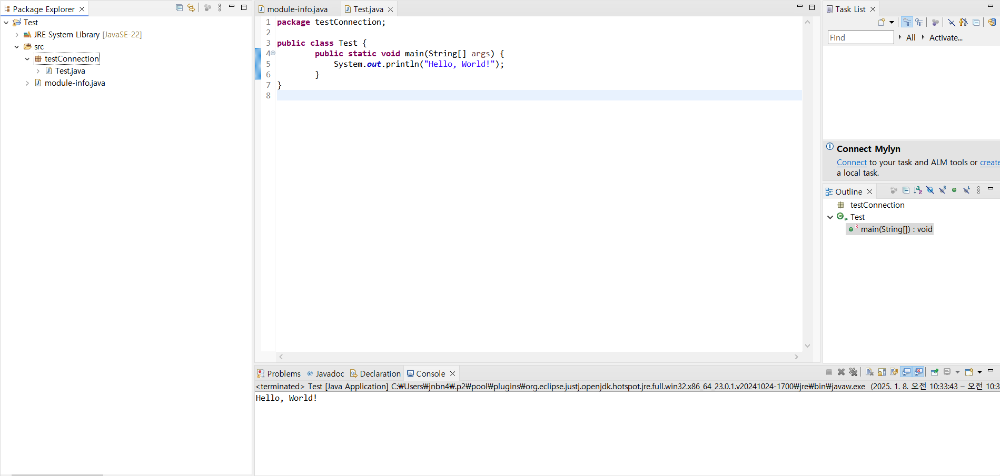 Package Explorer
Test
JRE System Library [JavaSE-22]
src
testConnection
Test.java
module-info.java
module-info.java
Test.java
1 package testConnection;
2
3 public class Test {
4 public static void main(String[] args) {
5 System.out.println("Hello, World!");
6 }
7 }
8
Task List
Find
All
Activate...
Connect Mylyn
Connect to your task and ALM tools or create
a local task.
Outline
testConnection
Test
main(String[]) : void
Problems
@ Javadoc
Declaration
Console
<terminated> Test [Java Application] C:₩Users₩jnbn4₩.p2₩pool₩plugins₩org.eclipse.justj.openjdk.hotspot.jre.full.win32.x86_64_23.0.1.v20241024-1700₩jre₩bin₩javaw.exe (2025. 1. 8. 오전 10:33:43 – 오전 10:3
Hello, World!